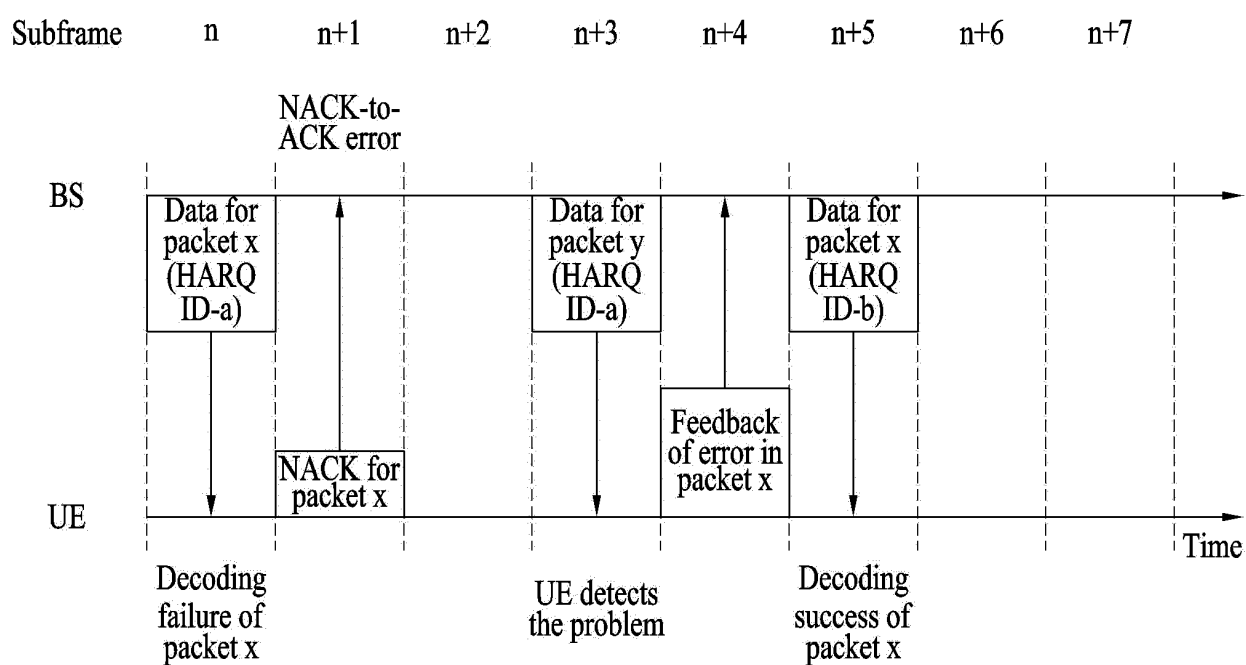 Subframe n n+1 n+2 n+3 n+4 n+5 n+6 n+7
NACK-to-
ACK error
BS
Data for
packet x
(HARQ
ID-a)
Data for
packet y
(HARQ
ID-a)
Data for
packet x
(HARQ
ID-b)
NACK for
packet x
Feedback
of error in
packet x
UE
Time
Decoding
failure of
packet x
UE detects
the problem
Decoding
success of
packet x